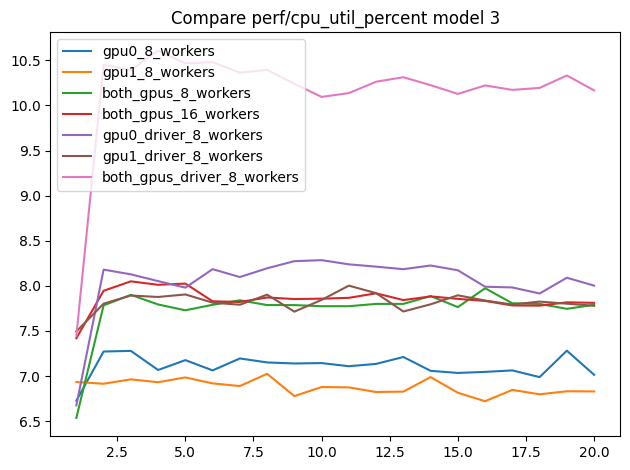 Compare perf/cpu_util_percent model 3
gpu0_8_workers
gpu1_8_workers
both_gpus_8_workers
both_gpus_16_workers
gpu0_driver_8_workers
gpu1_driver_8_workers
both_gpus_driver_8_workers
10.5
10.0
9.5
9.0
8.5
8.0
7.5
7.0
6.5
2.5 5.0 7.5 10.0 12.5 15.0 17.5 20.0